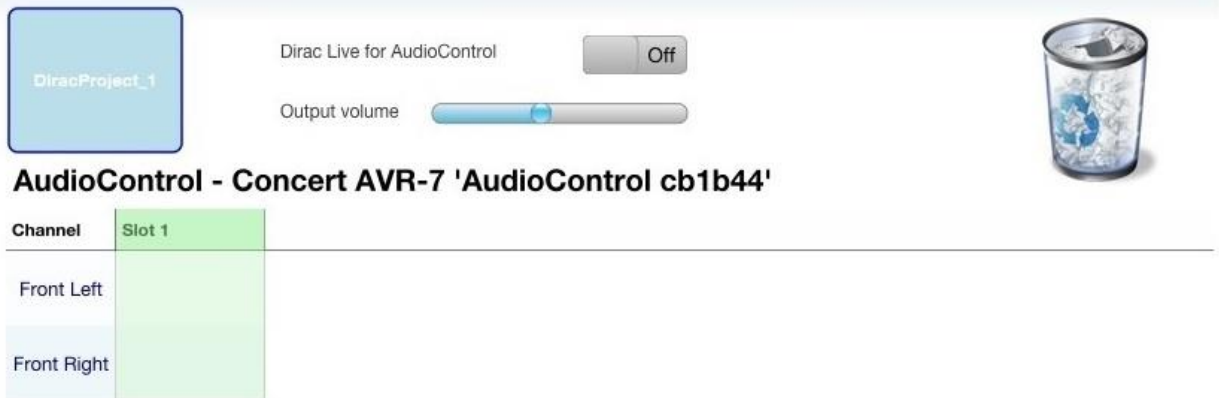 DiracProject_1
Dirac Live for AudioControl
Off
Output volume
AudioControl - Concert AVR-7 'AudioControl cb1b44'
Channel Slot 1
Front Left
Front Right